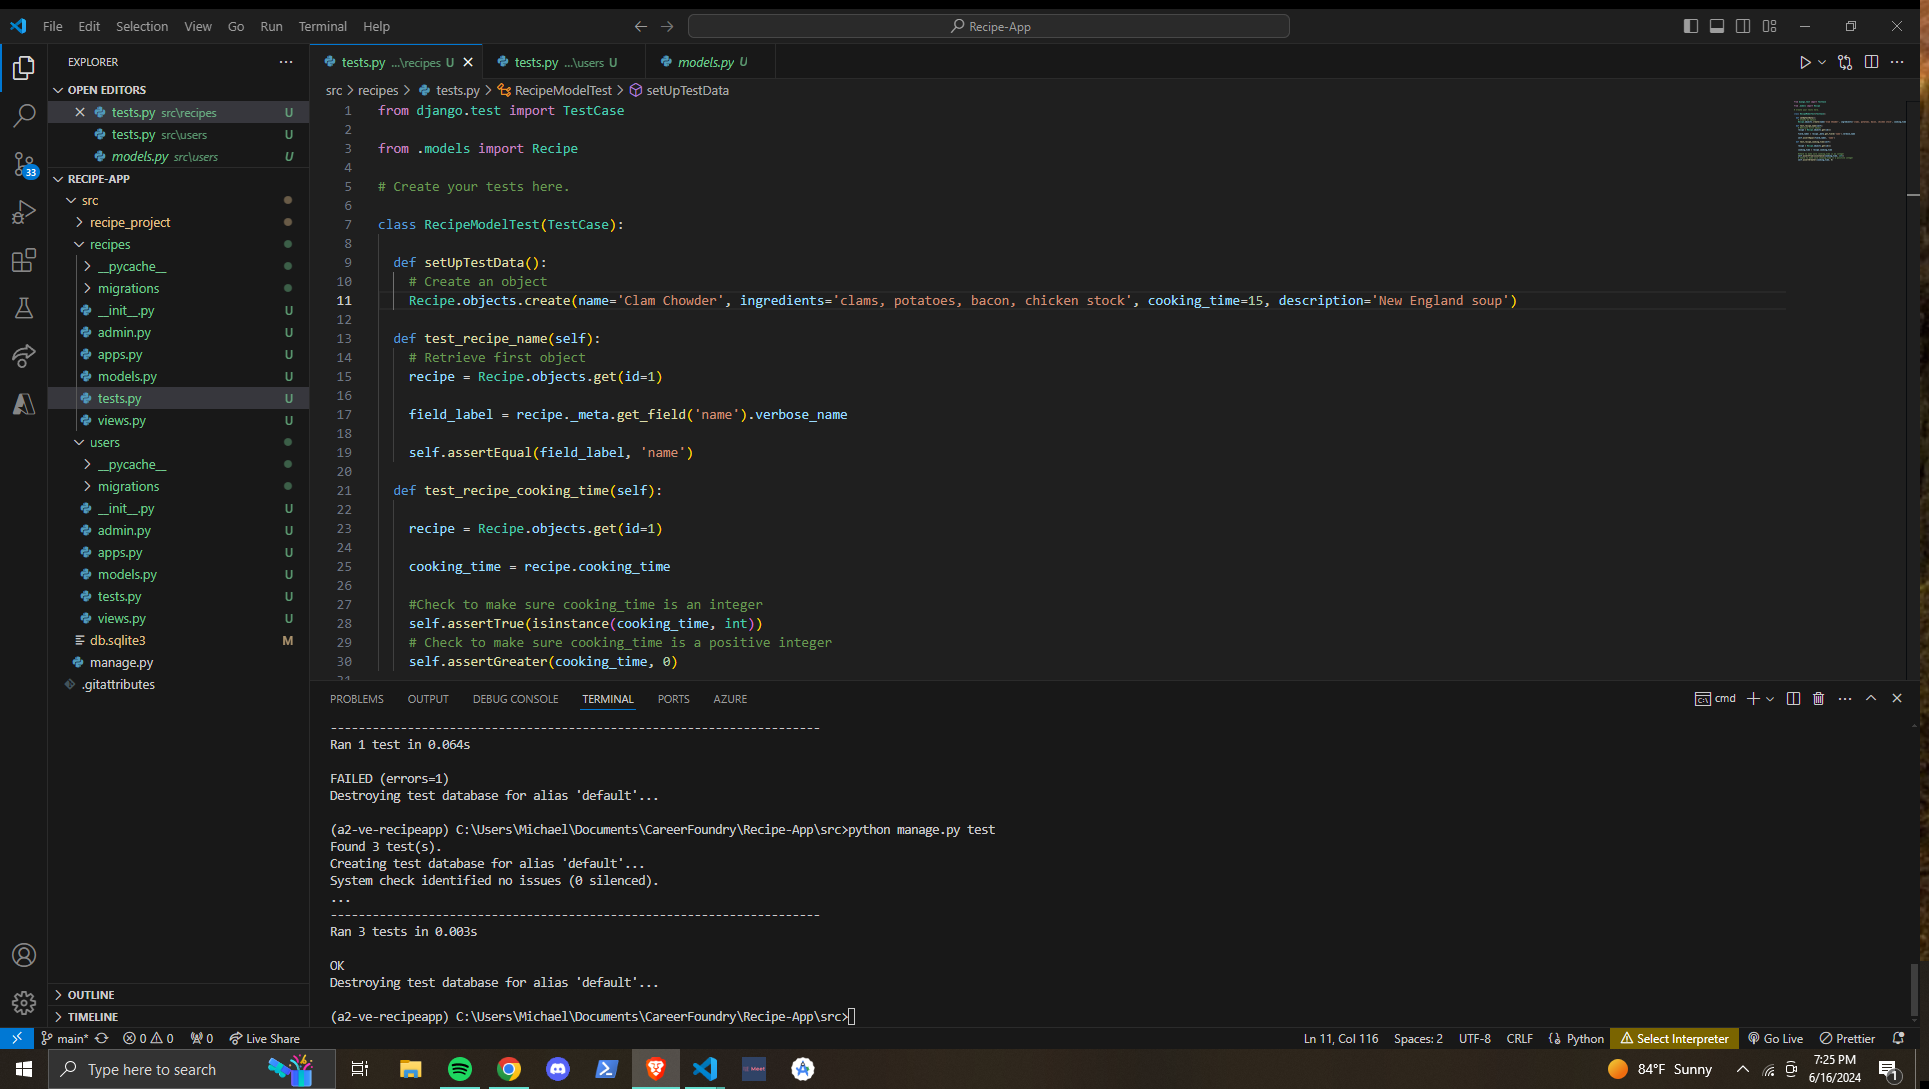 File Edit Selection View Go Run Terminal Help
Recipe-App
EXPLORER
tests.py ...\recipes U
tests.py ...\users U
models.py U
OPEN EDITORS
tests.py src\recipes U
tests.py src\users U
models.py src\users U
33
RECIPE-APP
src
recipe_project
recipes
__pycache__
migrations
__init__.py U
admin.py U
apps.py U
models.py U
tests.py U
views.py U
users
__pycache__
migrations
__init__.py U
admin.py U
apps.py U
models.py U
tests.py U
views.py U
db.sqlite3 M
manage.py
.gitattributes
OUTLINE
TIMELINE
src > recipes > tests.py > RecipeModelTest > setUpTestData
1 from django.test import TestCase
2
3 from .models import Recipe
4
5 # Create your tests here.
6
7 class RecipeModelTest(TestCase):
8
9 def setUpTestData():
10 # Create an object
11 Recipe.objects.create(name='Clam Chowder', ingredients='clams, potatoes, bacon, chicken stock', cooking_time=15, description='New England soup')
12
13 def test_recipe_name(self):
14 # Retrieve first object
15 recipe = Recipe.objects.get(id=1)
16
17 field_label = recipe._meta.get_field('name').verbose_name
18
19 self.assertEqual(field_label, 'name')
20
21 def test_recipe_cooking_time(self):
22
23 recipe = Recipe.objects.get(id=1)
24
25 cooking_time = recipe.cooking_time
26
27 #Check to make sure cooking_time is an integer
28 self.assertTrue(isinstance(cooking_time, int))
29 # Check to make sure cooking_time is a positive integer
30 self.assertGreater(cooking_time, 0)
31
PROBLEMS OUTPUT DEBUG CONSOLE TERMINAL PORTS AZURE
cmd
----------------------------------------------------------------------
Ran 1 test in 0.064s
FAILED (errors=1)
Destroying test database for alias 'default'...
(a2-ve-recipeapp) C:\Users\Michael\Documents\CareerFoundry\Recipe-App\src>python manage.py test
Found 3 test(s).
Creating test database for alias 'default'...
System check identified no issues (0 silenced).
...
----------------------------------------------------------------------
Ran 3 tests in 0.003s
OK
Destroying test database for alias 'default'...
(a2-ve-recipeapp) C:\Users\Michael\Documents\CareerFoundry\Recipe-App\src>
main* 0 0 0 Live Share
Ln 11, Col 116 Spaces: 2 UTF-8 CRLF Python Select Interpreter Go Live Prettier
Type here to search
84°F Sunny
7:25 PM
6/16/2024
1